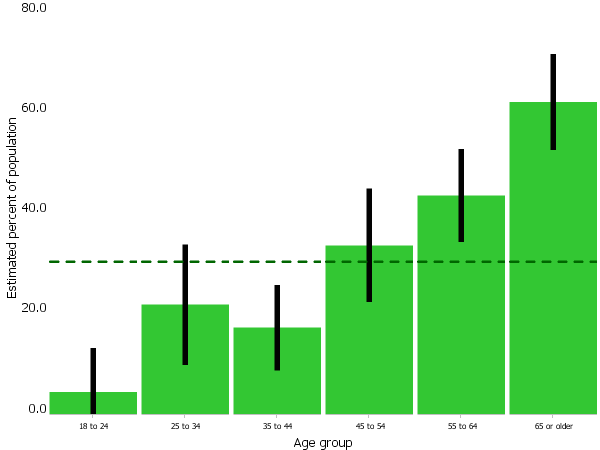 80.0
60.0
40.0
20.0
0.0
Estimated percent of population
18 to 24
25 to 34
35 to 44
45 to 54
55 to 64
65 or older
Age group